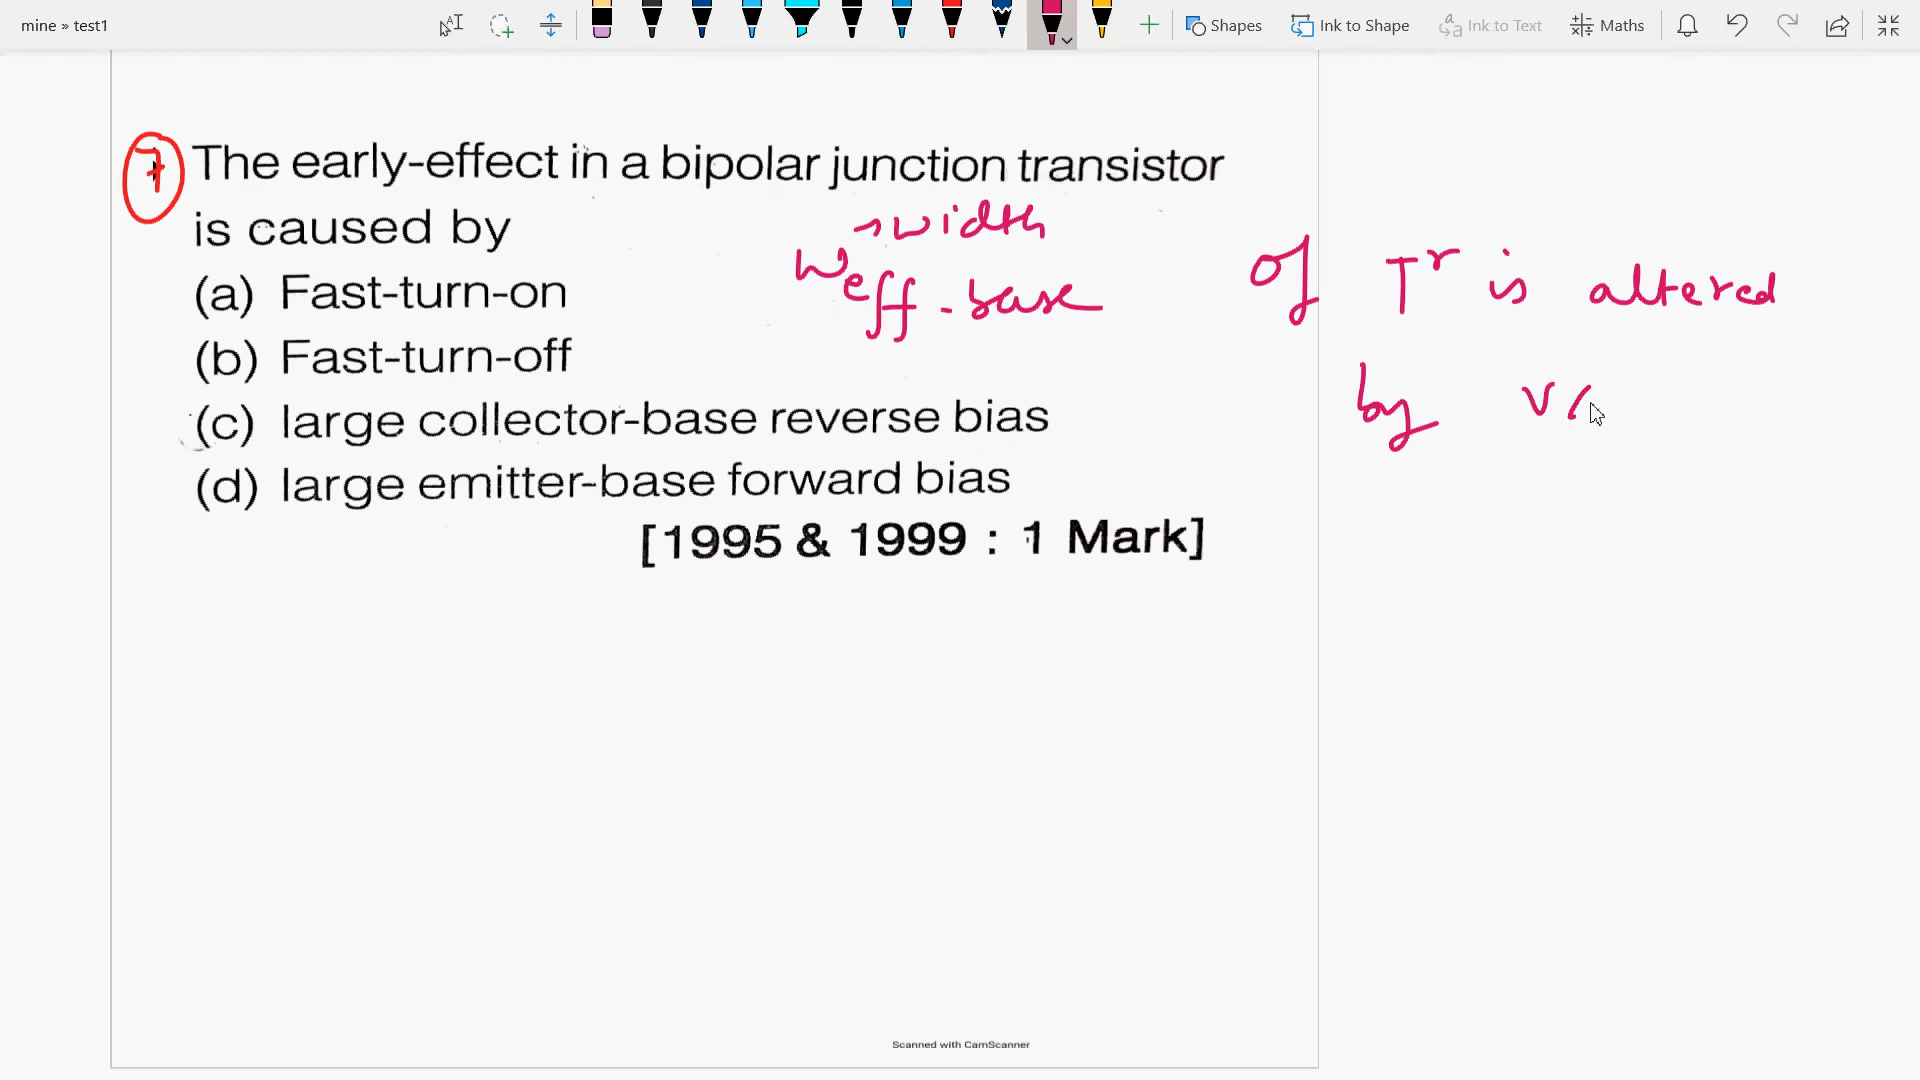 mine » test1
Shapes
Ink to Shape
Ink to Text
Maths
7 The early-effect in a bipolar junction transistor
is caused by
→ width
Weff-base of Tr is altered
by
(a) Fast-turn-on
(b) Fast-turn-off
(c) large collector-base reverse bias
(d) large emitter-base forward bias
[1995 & 1999 : 1 Mark]
Scanned with CamScanner